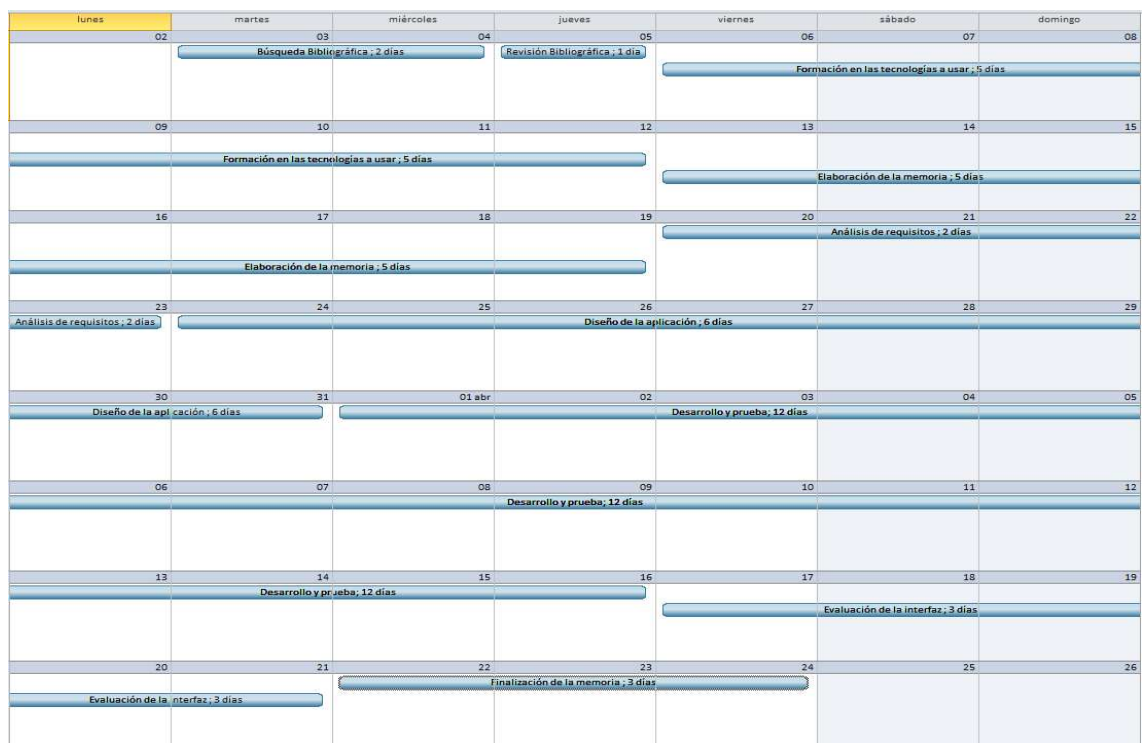 lunes martes miércoles jueves viernes sábado domingo
02 03 04 05 06 07 08
Búsqueda Bibliográfica ; 2 días Revisión Bibliográfica ; 1 día
Formación en las tecnologías a usar ; 5 días
09 10 11 12 13 14 15
Formación en las tecnologías a usar ; 5 días
Elaboración de la memoria ; 5 días
16 17 18 19 20 21 22
Análisis de requisitos ; 2 días
Elaboración de la memoria ; 5 días
23 24 25 26 27 28 29
Análisis de requisitos ; 2 días Diseño de la aplicación ; 6 días
30 31 01 abr 02 03 04 05
Diseño de la aplicación ; 6 días Desarrollo y prueba; 12 días
06 07 08 09 10 11 12
Desarrollo y prueba; 12 días
13 14 15 16 17 18 19
Desarrollo y prueba; 12 días
Evaluación de la interfaz ; 3 días
20 21 22 23 24 25 26
Finalización de la memoria ; 3 días
Evaluación de la interfaz ; 3 días